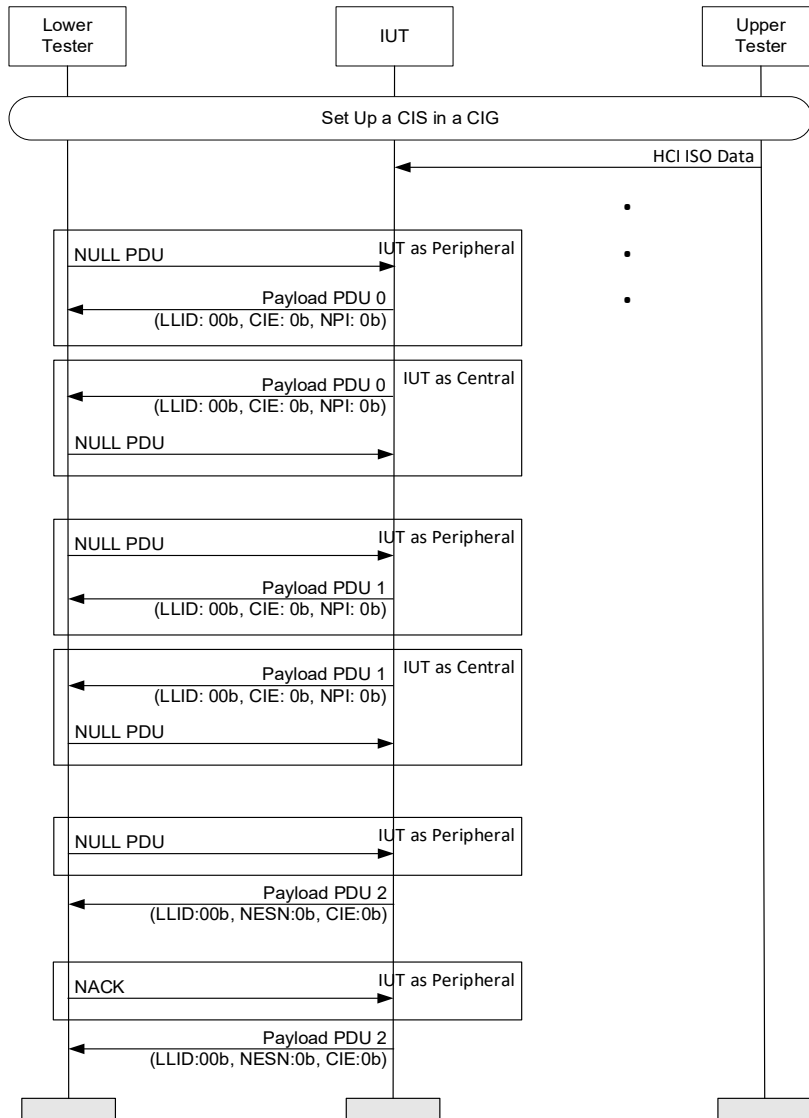 Lower
Tester
IUT
Upper
Tester
Set Up a CIS in a CIG
HCI ISO Data
IUT as Peripheral
NULL PDU
Payload PDU 0
(LLID: 00b, CIE: 0b, NPI: 0b)
IUT as Central
Payload PDU 0
(LLID: 00b, CIE: 0b, NPI: 0b)
NULL PDU
IUT as Peripheral
NULL PDU
Payload PDU 1
(LLID: 00b, CIE: 0b, NPI: 0b)
IUT as Central
Payload PDU 1
(LLID: 00b, CIE: 0b, NPI: 0b)
NULL PDU
IUT as Peripheral
NULL PDU
Payload PDU 2
(LLID:00b, NESN:0b, CIE:0b)
IUT as Peripheral
NACK
Payload PDU 2
(LLID:00b, NESN:0b, CIE:0b)